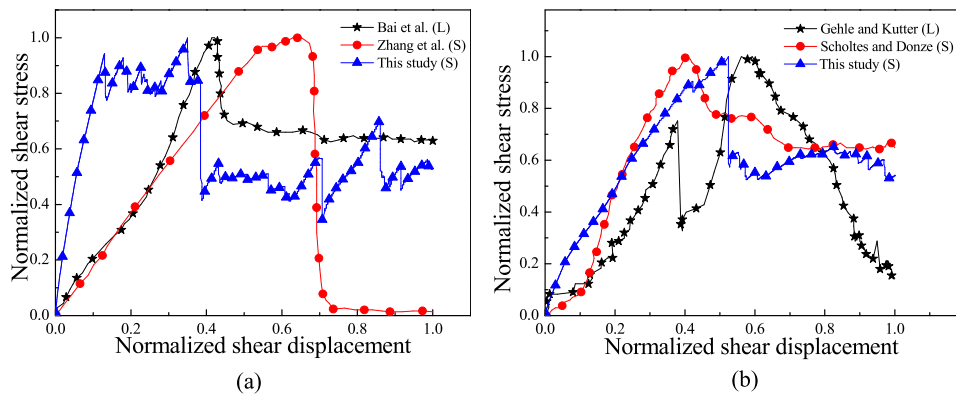 Normalized shear stress
1.0
0.8
0.6
0.4
0.2
0.0
0.0 0.2 0.4 0.6 0.8 1.0
Normalized shear displacement
Bai et al. (L)
Zhang et al. (S)
This study (S)
(a)
Normalized shear stress
1.0
0.8
0.6
0.4
0.2
0.0
0.0 0.2 0.4 0.6 0.8 1.0
Normalized shear displacement
Gehle and Kutter (L)
Scholtes and Donze (S)
This study (S)
(b)